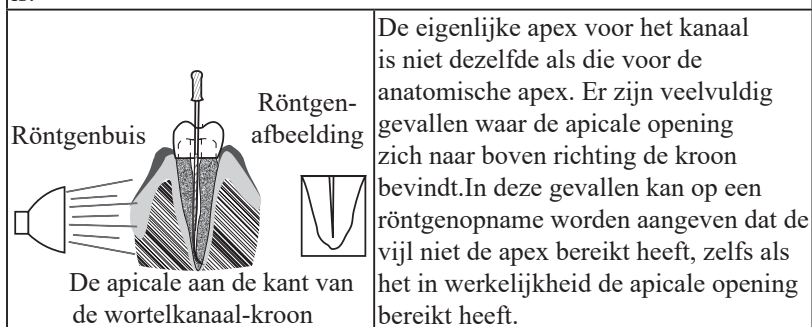 Röntgenbuis
Röntgen-
afbeelding
De apicale aan de kant van
de wortelkanaal-kroon
De eigenlijke apex voor het kanaal
is niet dezelfde als die voor de
anatomische apex. Er zijn veelvuldig
gevallen waar de apicale opening
zich naar boven richting de kroon
bevindt.In deze gevallen kan op een
röntgenopname worden aangeven dat de
vijl niet de apex bereikt heeft, zelfs als
het in werkelijkheid de apicale opening
bereikt heeft.